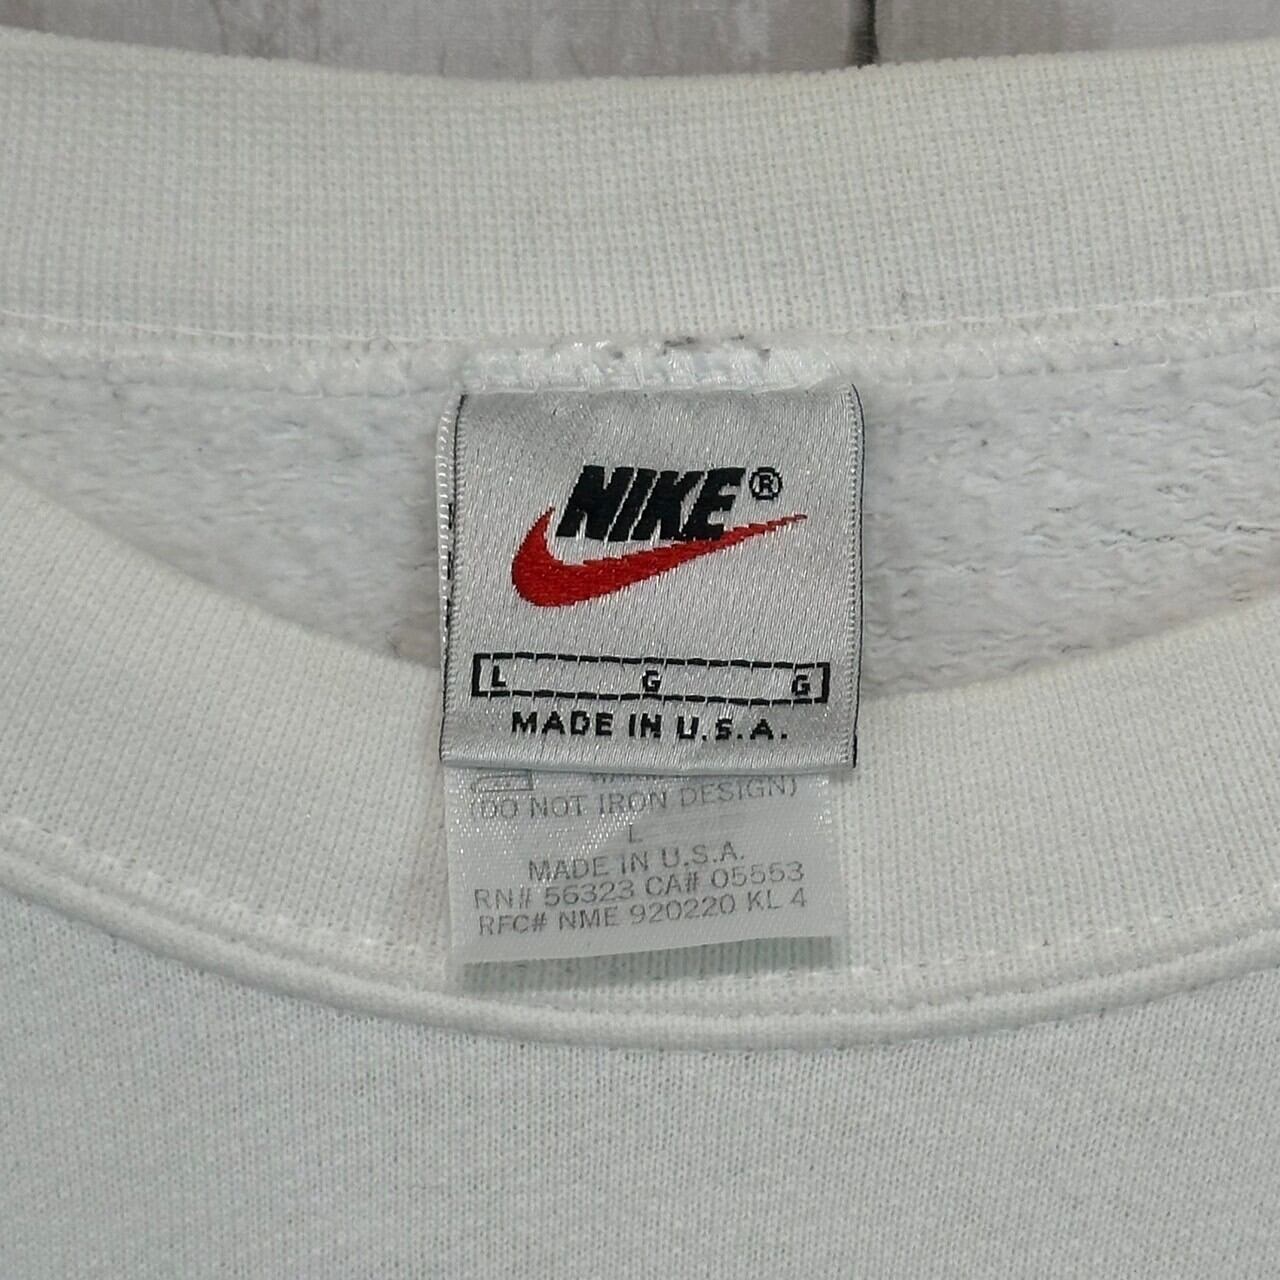 NIKE®
L G G
MADE IN U.S.A.
(DO NOT IRON DESIGN)
L
MADE IN U.S.A.
RN# 56323 CA# 05553
RFC# NME 920220 KL 4